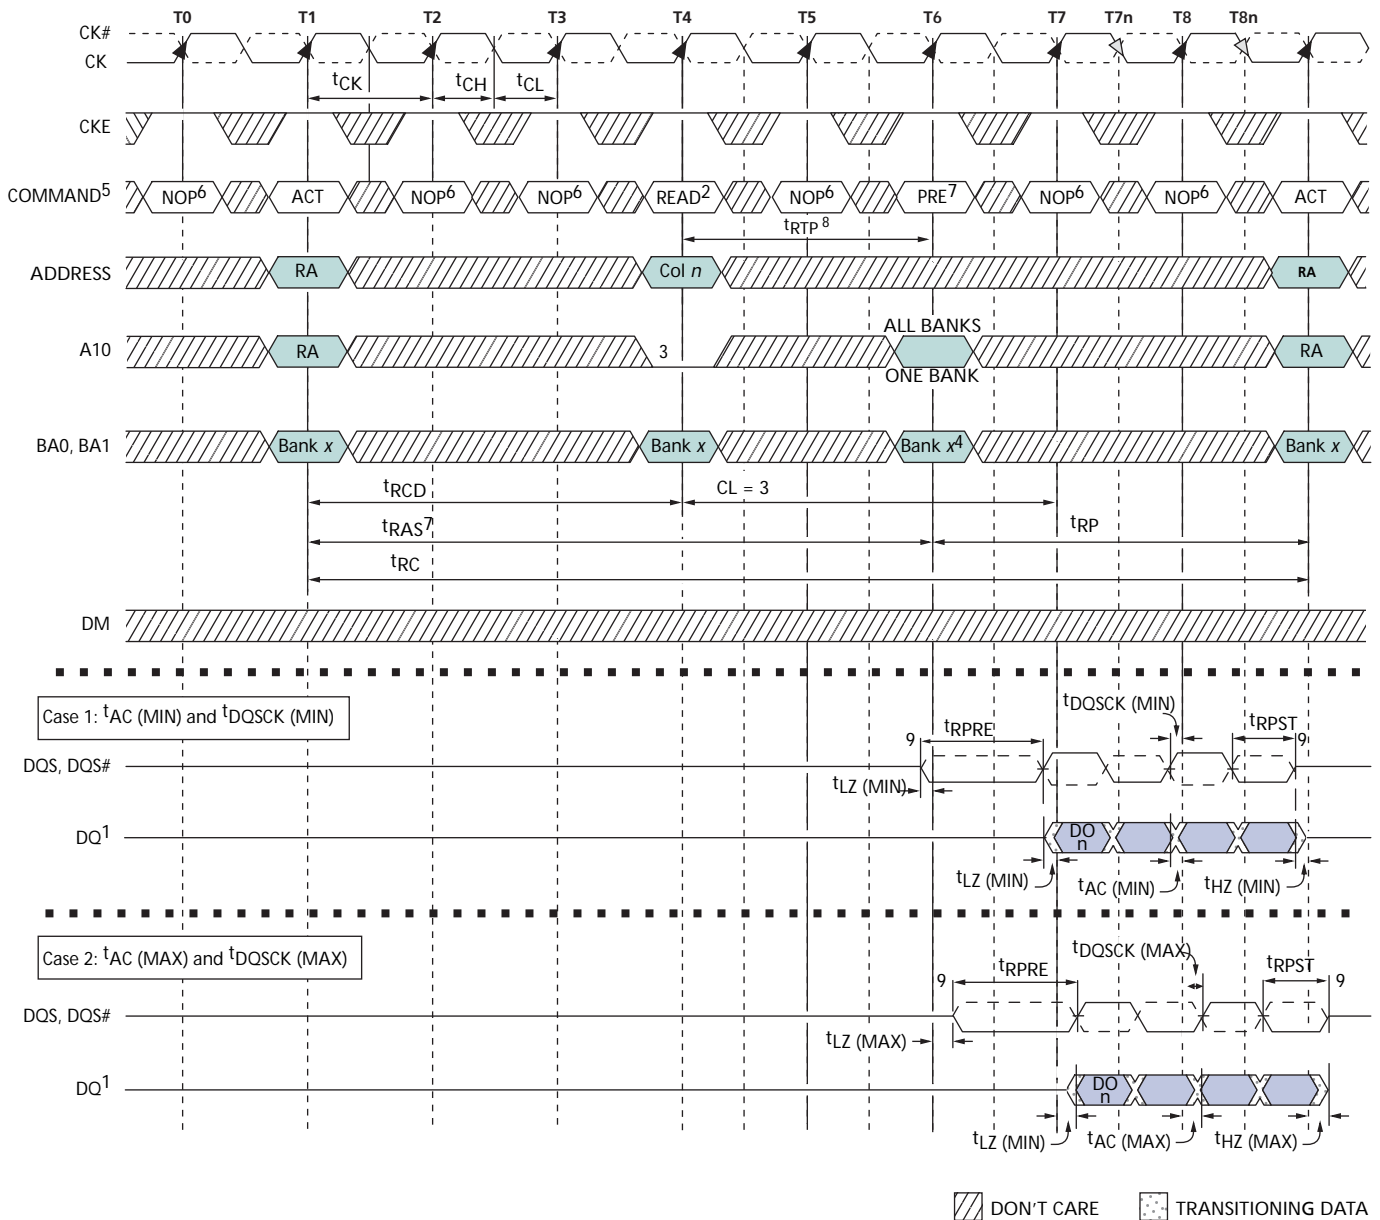 T0 T1 T2 T3 T4 T5 T6 T7 T7n T8 T8n
CK#
CK
tCK tCH tCL
CKE
COMMAND5 NOP6 ACT NOP6 NOP6 READ2 NOP6 PRE7 NOP6 NOP6 ACT
tRTP 8
ADDRESS RA Col n RA
ALL BANKS
A10 RA 3 RA
ONE BANK
BA0, BA1 Bank x Bank x Bank x4 Bank x
tRCD CL = 3
tRAS7 tRP
tRC
DM
Case 1: tAC (MIN) and tDQSCK (MIN)
tDQSCK (MIN)
9 tRPRE tRPST 9
DQS, DQS#
tLZ (MIN)
DQ1 DO n
tLZ (MIN) tAC (MIN) tHZ (MIN)
Case 2: tAC (MAX) and tDQSCK (MAX)
tDQSCK (MAX)
9 tRPRE tRPST 9
DQS, DQS#
tLZ (MAX)
DQ1 DO n
tLZ (MIN) tAC (MAX) tHZ (MAX)
DON'T CARE TRANSITIONING DATA